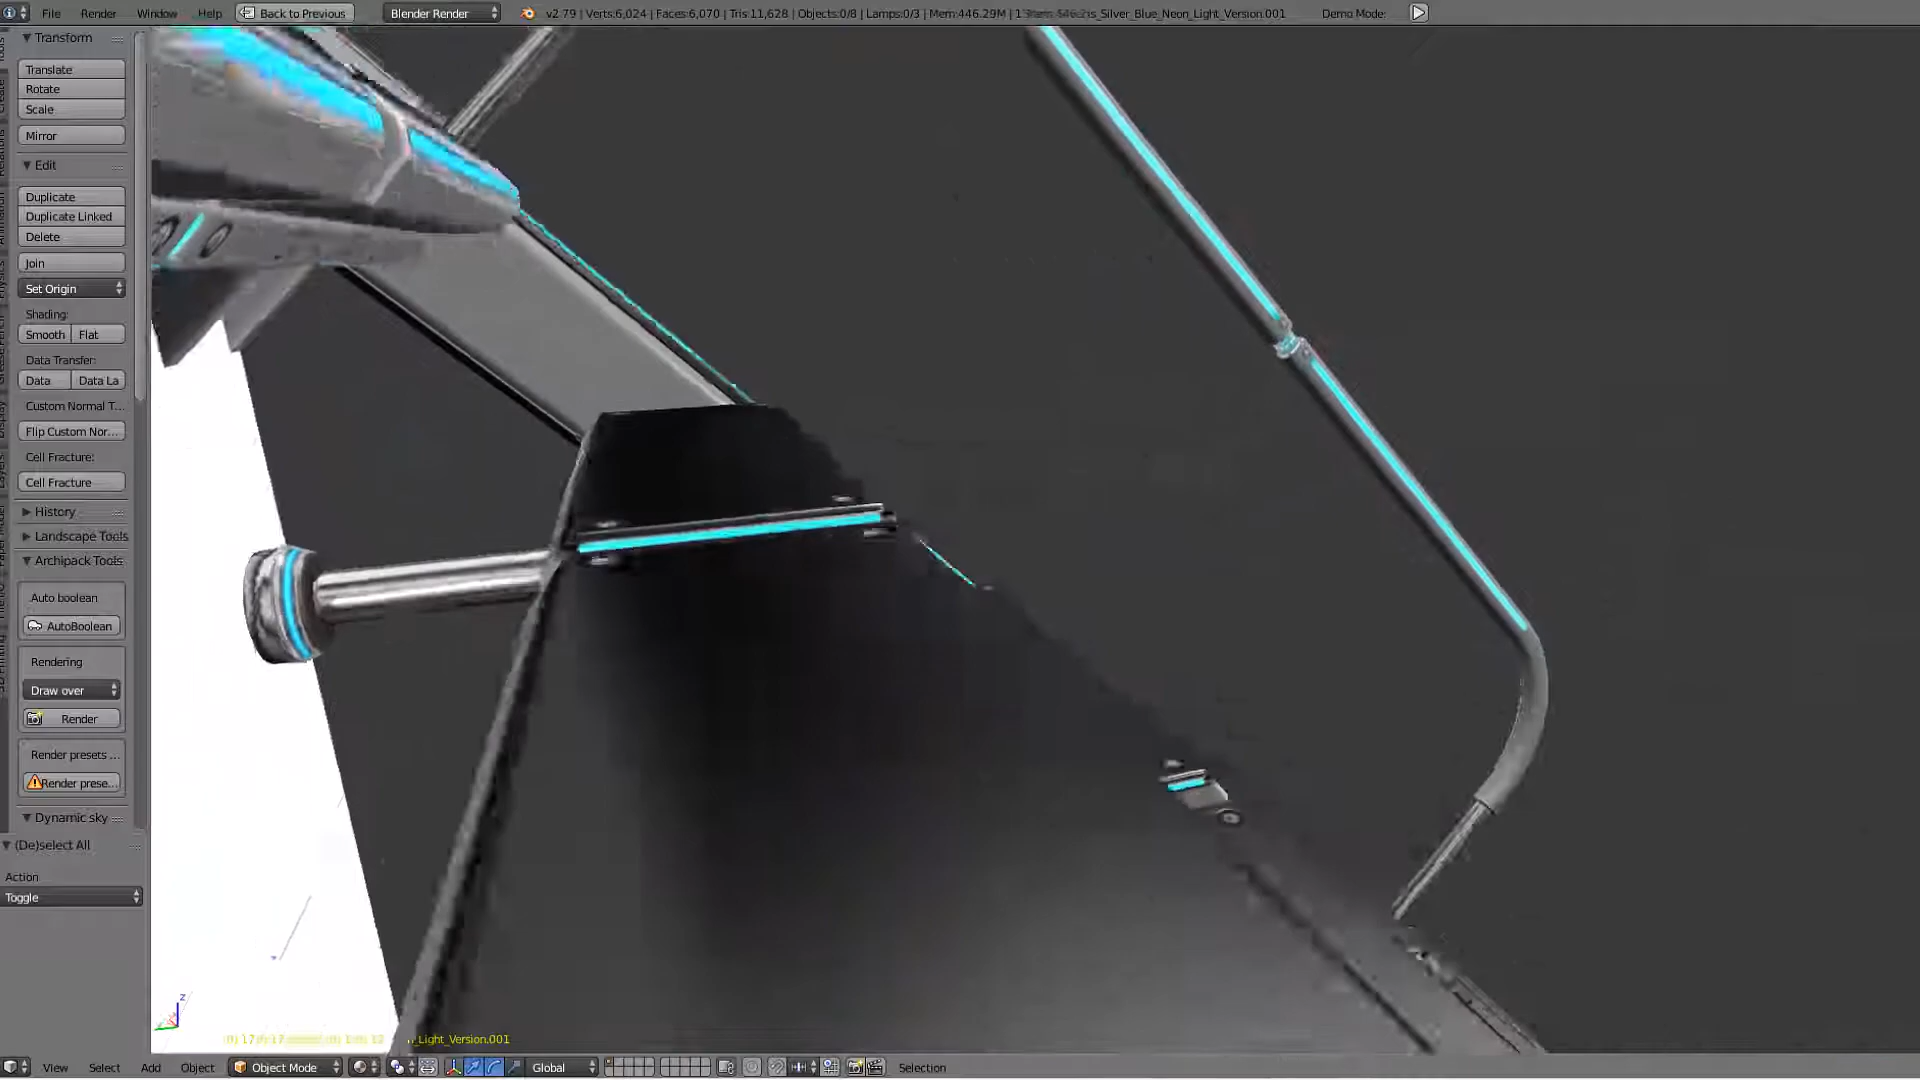 File Render Window Help Back to Previous Blender Render v2.79 | Verts:6,024 | Faces:6,070 | Tris:11,628 | Objects:0/8 | Lamps:0/3 | Mem:446.29M | Silver_Blue_Neon_Light_Version.001 Demo Mode:
Transform
Translate
Rotate
Scale
Mirror
Edit
Duplicate
Duplicate Linked
Delete
Join
Set Origin
Shading:
Smooth Flat
Data Transfer:
Data Data La
Custom Normal T...
Flip Custom Nor...
Cell Fracture:
Cell Fracture
History
Landscape Tools
Archipack Tools
Auto boolean
AutoBoolean
Rendering
Draw over
Render
Render presets ...
Render prese...
Dynamic sky
(De)select All
Action
Toggle
z
_Light_Version.001
View Select Add Object Object Mode Global Selection